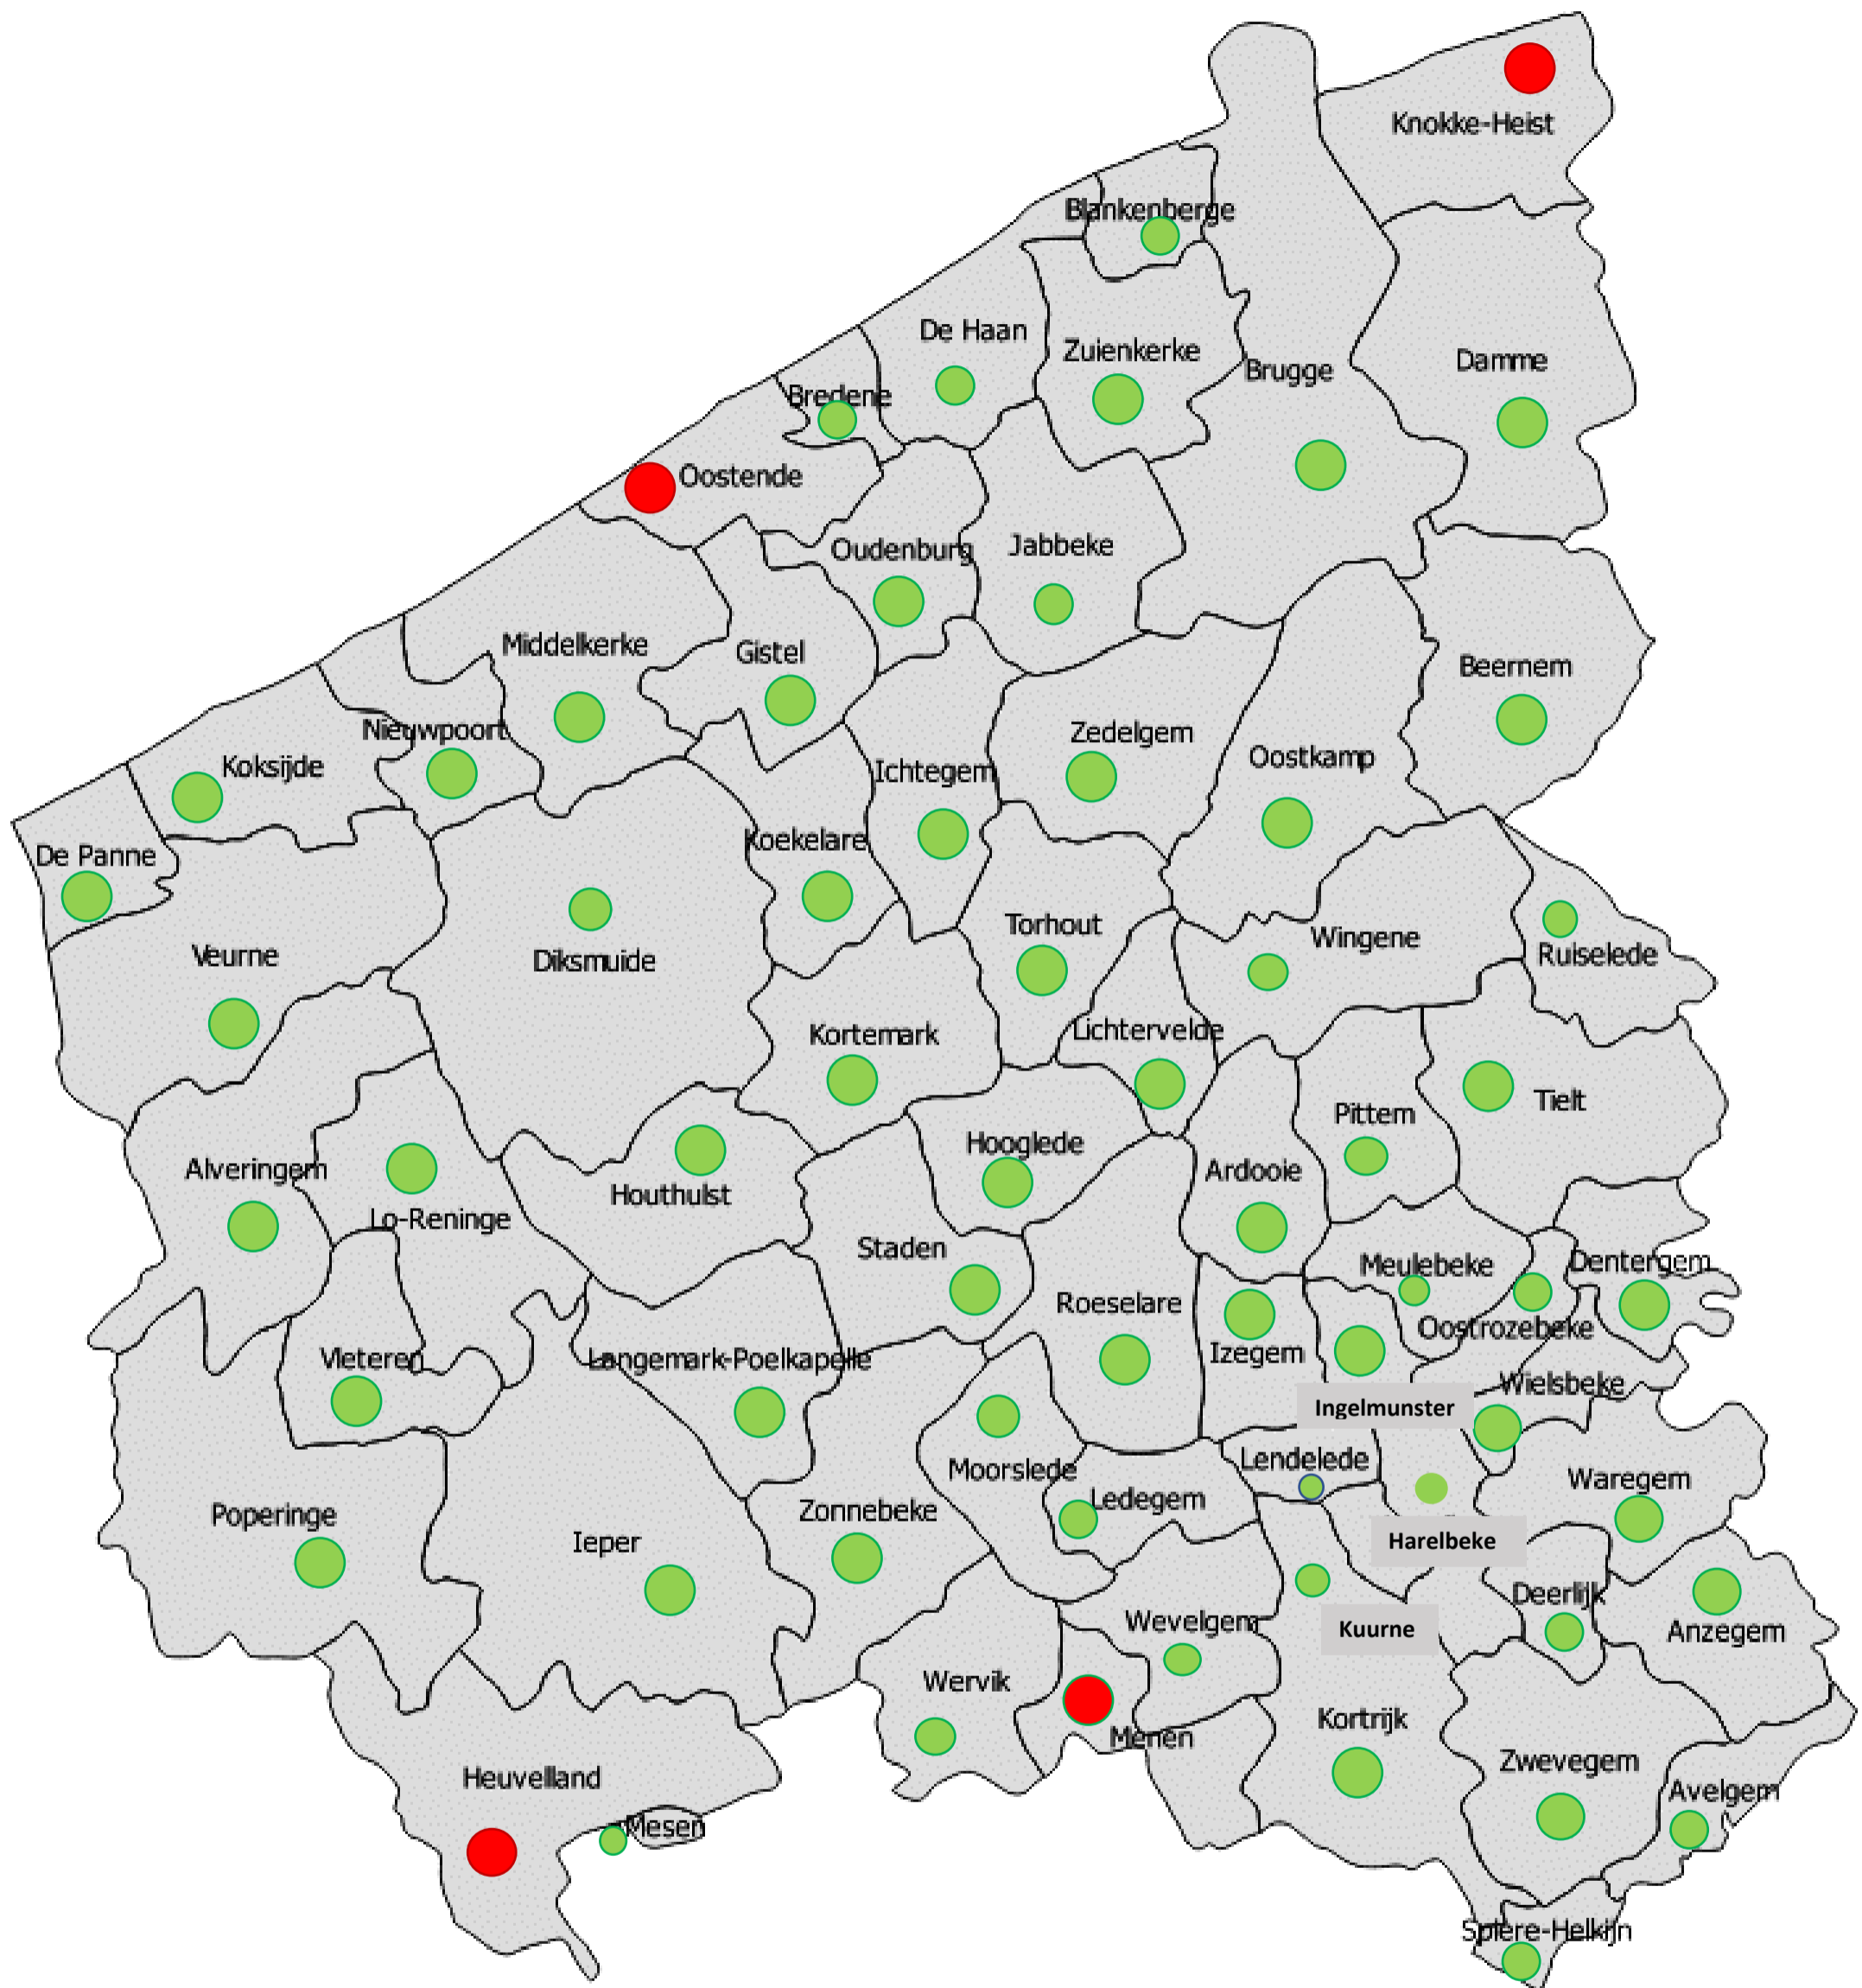 Knokke-Heist
Blankenberge
De Haan
Zuienkerke
Brugge
Damme
Bredene
Oostende
Oudenburg
Jabbeke
Middelkerke
Gistel
Beernem
Nieuwpoort
Zedelgem
Koksijde
Ichtegem
Oostkamp
De Panne
Koekelare
Torhout
Wingene
Veurne
Diksmuide
Ruiselede
Kortemark
Lichtervelde
Tielt
Pittem
Hooglede
Alveringem
Ardooie
Houthulst
Lo-Reninge
Staden
Meulebeke
Dentergem
Roeselare
Oostrozebeke
Vleteren
Langemark-Poelkapelle
Izegem
Wielsbeke
Ingelmunster
Moorslede
Lendelede
Waregem
Poperinge
Zonnebeke
Ledegem
Ieper
Harelbeke
Deerlijk
Wevelgem
Kuurne
Anzegem
Wervik
Kortrijk
Menen
Zwevegem
Heuvelland
Avelgem
Mesen
Spiere-Helkijn